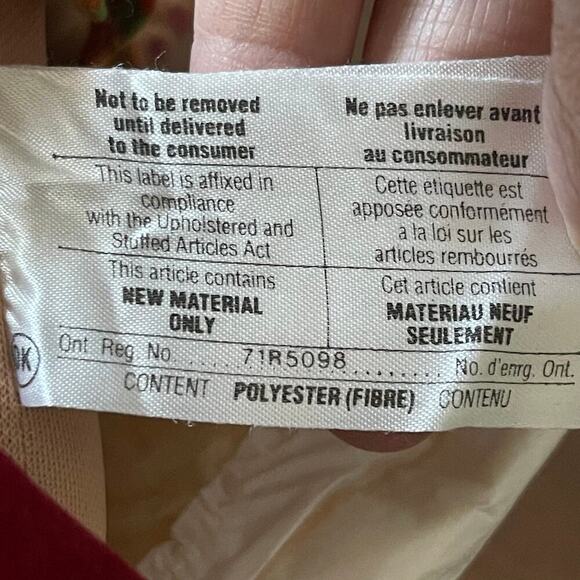 Not to be removed
until delivered
to the consumer
Ne pas enlever avant
livraison
au consommateur
This label is affixed in
compliance
with the Upholstered and
Stuffed Articles Act
Cette etiquette est
apposée conformément
a la loi sur les
articles rembourrés
This article contains
NEW MATERIAL
ONLY
Cet article contient
MATERIAU NEUF
SEULEMENT
Ont Reg No.....71R5098........ No. d'enrg. Ont.
CONTENT POLYESTER (FIBRE) CONTENU